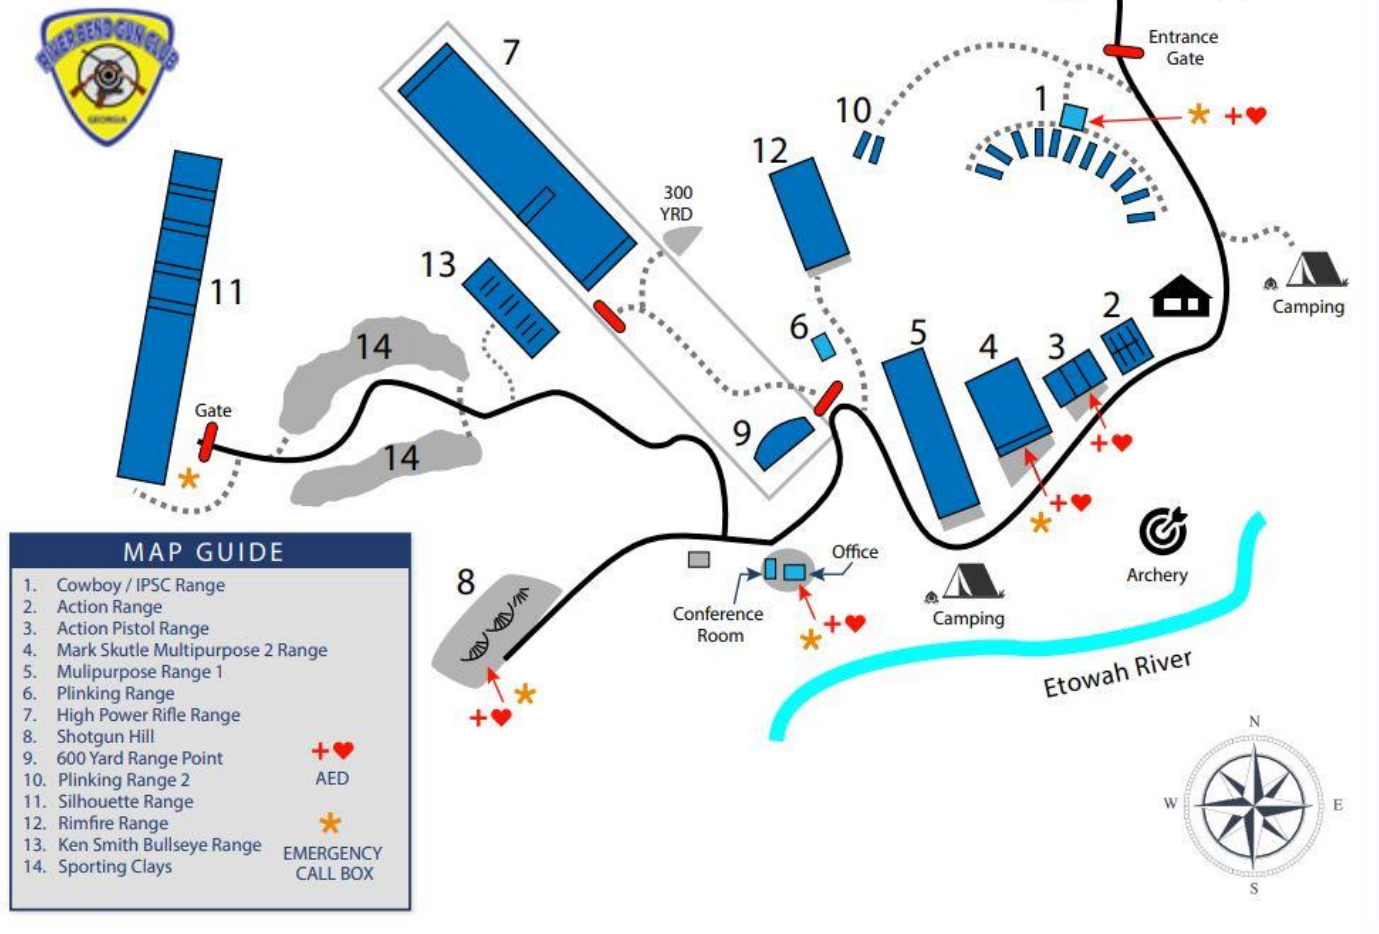 RIVER BEND GUN CLUB
GEORGIA
7
Entrance
Gate
10
1
12
300
YRD
13
11
Camping
2
6
5
4
3
14
Gate
9
14
MAP GUIDE
1. Cowboy / IPSC Range
2. Action Range
3. Action Pistol Range
4. Mark Skutle Multipurpose 2 Range
5. Mulipurpose Range 1
6. Plinking Range
7. High Power Rifle Range
8. Shotgun Hill
9. 600 Yard Range Point
10. Plinking Range 2
11. Silhouette Range
12. Rimfire Range
13. Ken Smith Bullseye Range
14. Sporting Clays
AED
EMERGENCY
CALL BOX
8
Office
Conference
Room
Archery
Camping
Etowah River
N
W
E
S